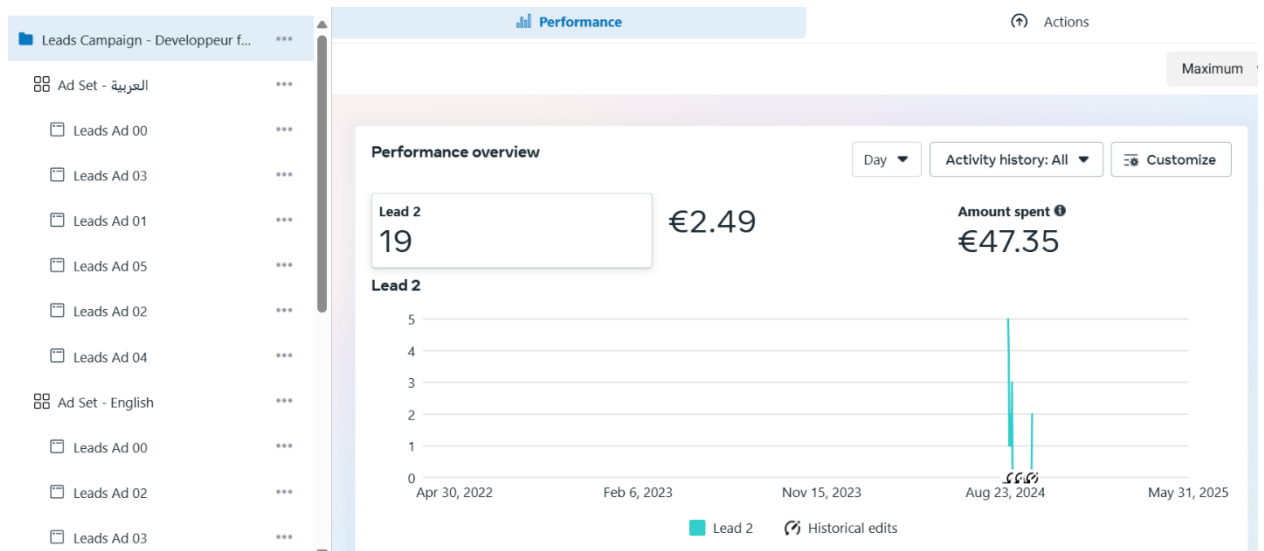 Leads Campaign - Developpeur f...
Ad Set - العربية
Leads Ad 00
Leads Ad 03
Leads Ad 01
Leads Ad 05
Leads Ad 02
Leads Ad 04
Ad Set - English
Leads Ad 00
Leads Ad 02
Leads Ad 03
Performance
Actions
Maximum
Performance overview
Day
Activity history: All
Customize
Lead 2
19
€2.49
Amount spent
€47.35
Lead 2
5
4
3
2
1
0
Apr 30, 2022 Feb 6, 2023 Nov 15, 2023 Aug 23, 2024 May 31, 2025
Lead 2 Historical edits